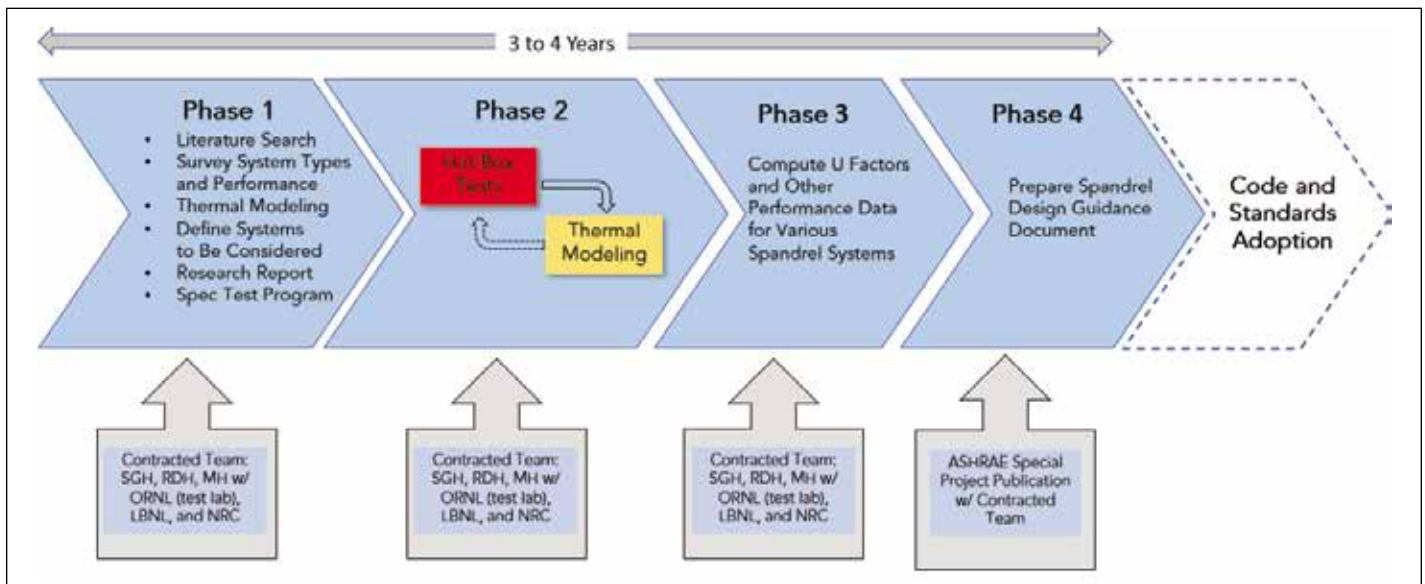 3 to 4 Years
Phase 1
• Literature Search
• Survey System Types
and Performance
• Thermal Modeling
• Define Systems
to Be Considered
• Research Report
• Spec Test Program
Phase 2
Hot Box
Tests
Thermal
Modeling
Phase 3
Compute U Factors
and Other
Performance Data
for Various
Spandrel Systems
Phase 4
Prepare Spandrel
Design Guidance
Document
Code and
Standards
Adoption
Contracted Team:
SGH, RDH, MH w/
ORNL (test lab),
LBNL, and NRC
Contracted Team:
SGH, RDH, MH w/
ORNL (test lab),
LBNL, and NRC
Contracted Team:
SGH, RDH, MH w/
ORNL (test lab),
LBNL, and NRC
ASHRAE Special
Project Publication
w/ Contracted
Team